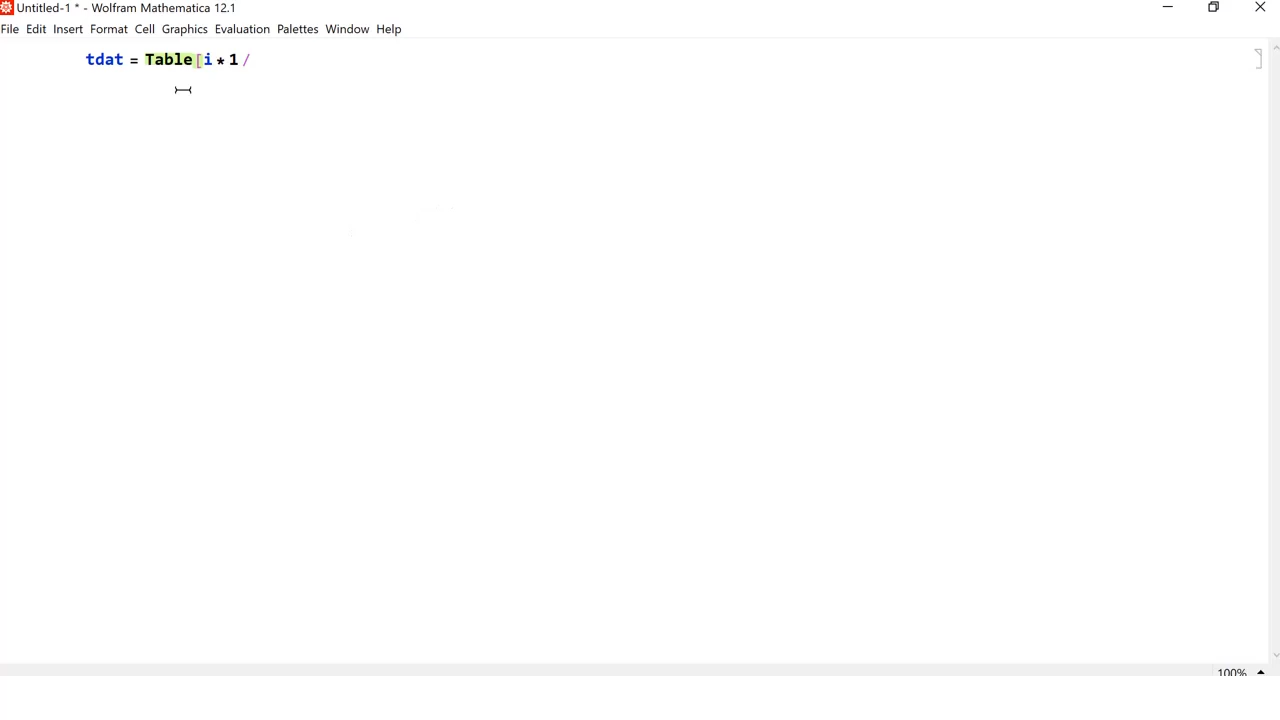 Untitled-1 * - Wolfram Mathematica 12.1
File Edit Insert Format Cell Graphics Evaluation Palettes Window Help
tdat = Table[i*1/
100%